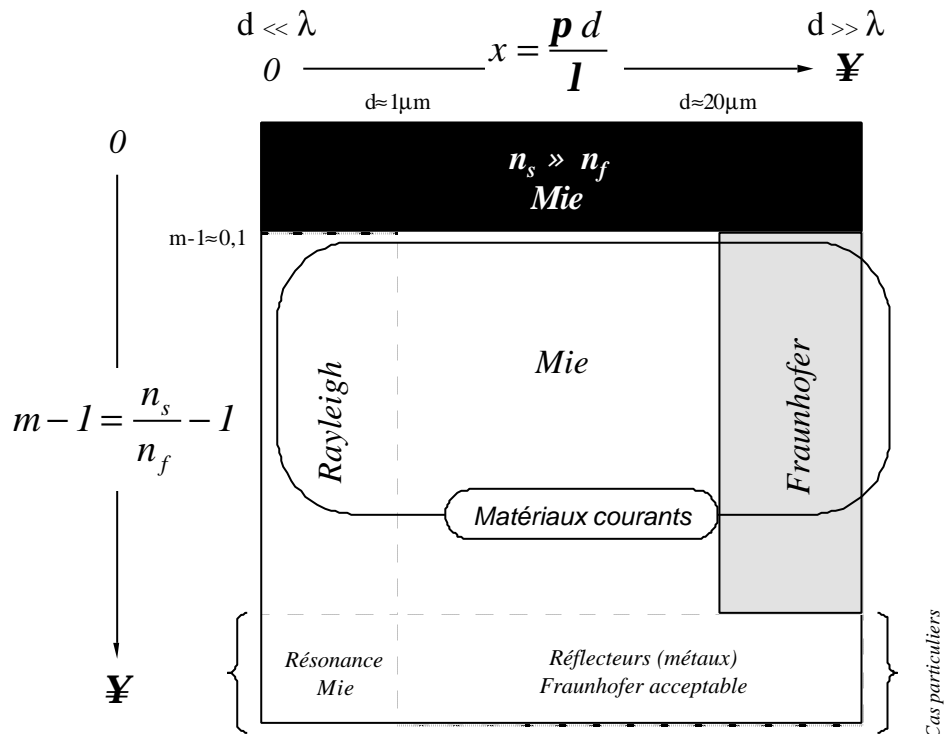 d << λ
x = p d / l
d >> λ
0
¥
d≈1µm
d≈20µm
0
n_s » n_f
Mie
m-1≈0,1
Rayleigh
Mie
Fraunhofer
m - 1 = n_s / n_f - 1
Matériaux courants
¥
Résonance
Mie
Réflecteurs (métaux)
Fraunhofer acceptable
Cas particuliers